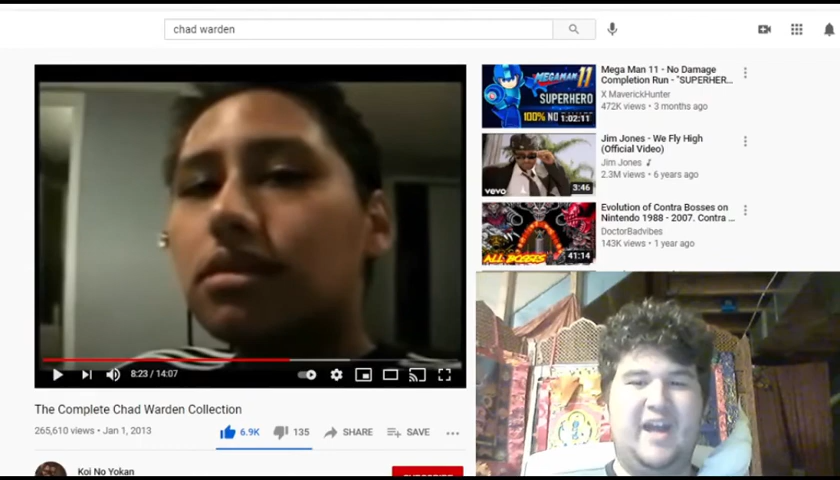 chad warden
MEGAMAN 11
SUPERHERO
100% NO
1:02:11
Mega Man 11 - No Damage
Completion Run - "SUPERHER...
X MaverickHunter
472K views • 3 months ago
vevo
3:46
Jim Jones - We Fly High
(Official Video)
Jim Jones
2.3M views • 6 years ago
ALL BOSSES
41:14
Evolution of Contra Bosses on
Nintendo 1988 - 2007. Contra ...
DoctorBadvibes
143K views • 1 year ago
8:23 / 14:07
The Complete Chad Warden Collection
265,610 views • Jan 1, 2013
6.9K
135
SHARE
SAVE
Koi No Yokan